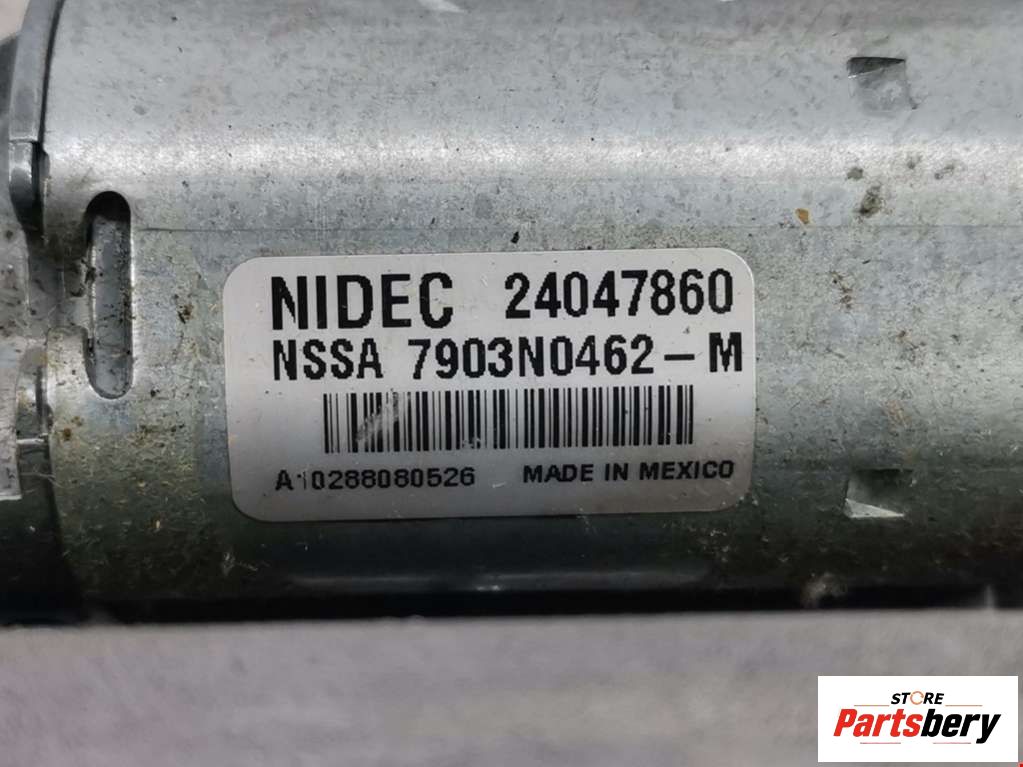 NIDEC 24047860
NSSA 7903N0462-M
A10288080526 MADE IN MEXICO
STORE
Partsbery